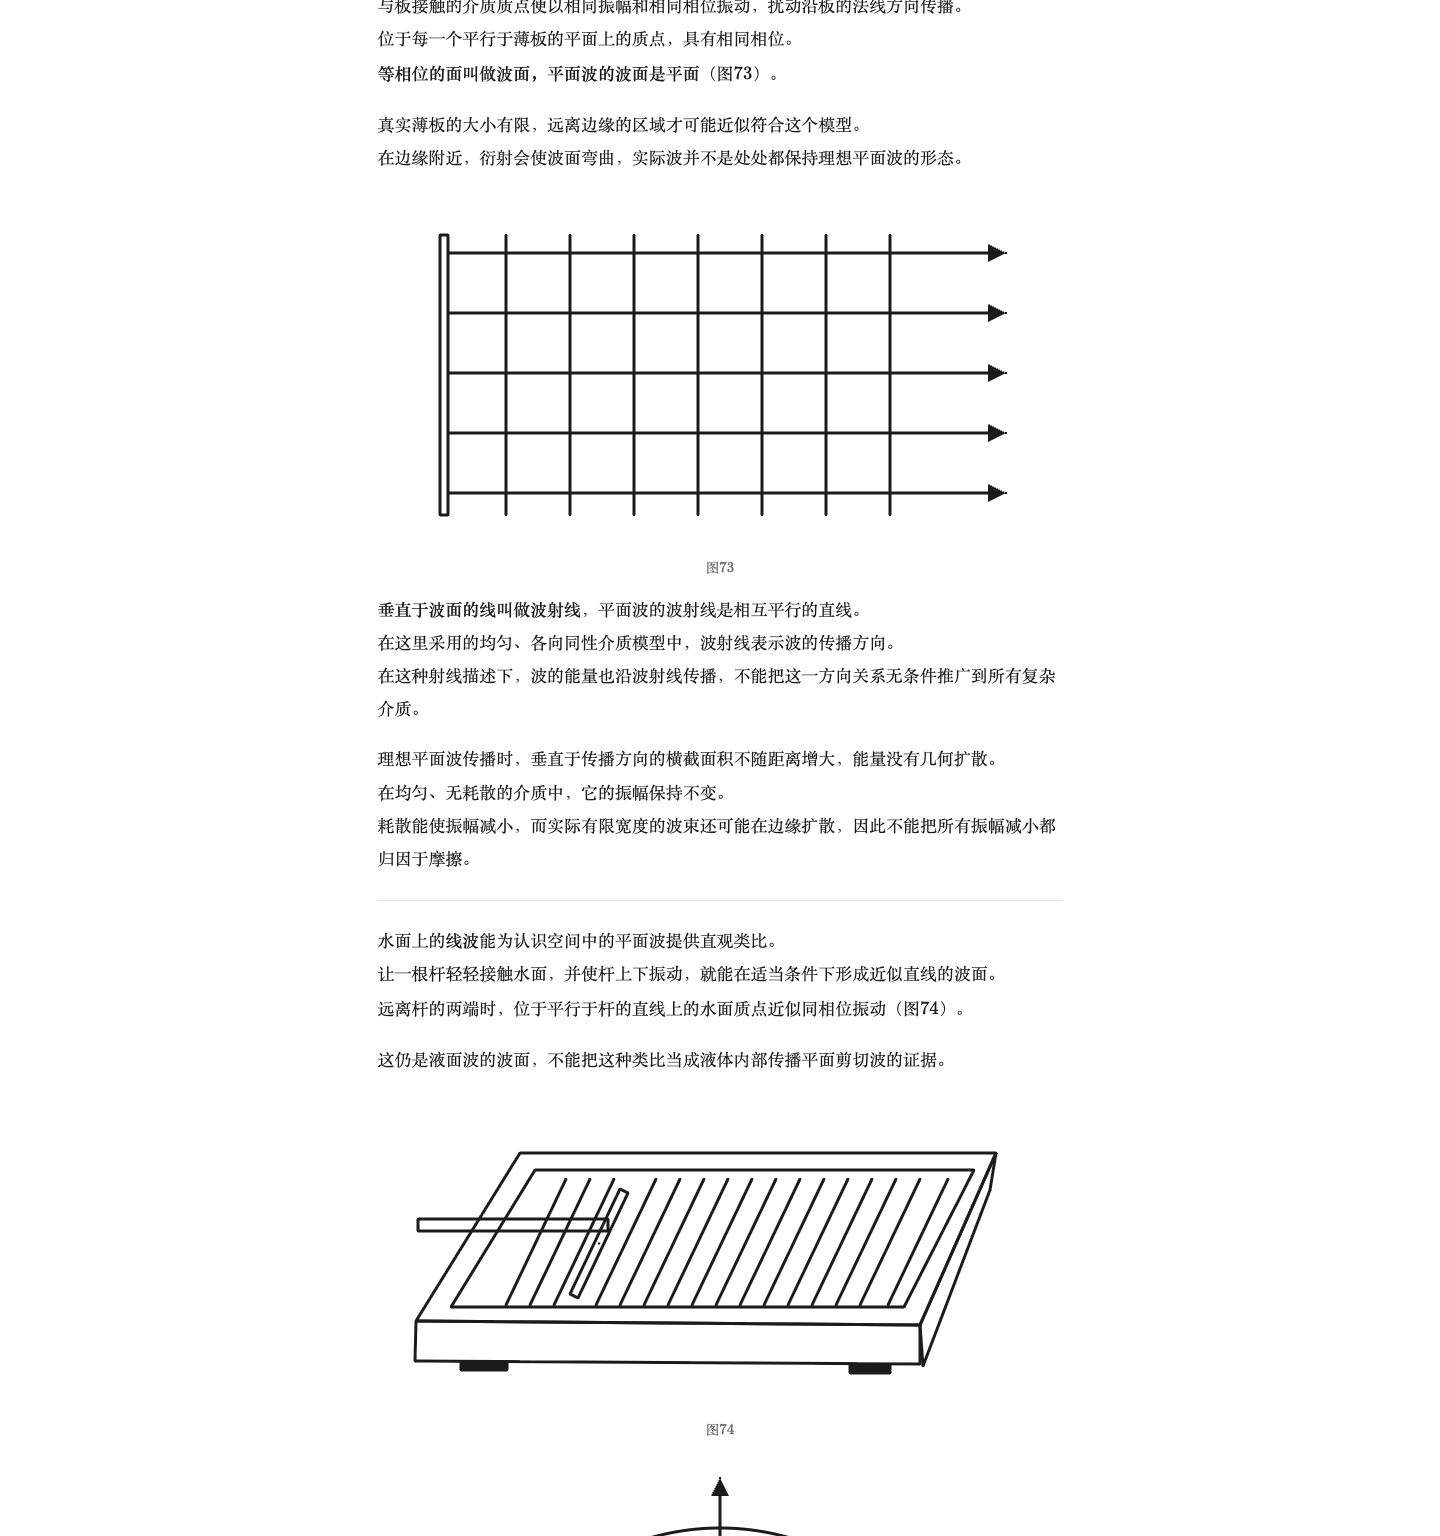 与板接触的介质质点便以相同振幅和相同相位振动，扰动沿板的法线方向传播。
位于每一个平行于薄板的平面上的质点，具有相同相位。
等相位的面叫做波面，平面波的波面是平面（图73）。
真实薄板的大小有限，远离边缘的区域才可能近似符合这个模型。
在边缘附近，衍射会使波面弯曲，实际波并不是处处都保持理想平面波的形态。
图73
垂直于波面的线叫做波射线，平面波的波射线是相互平行的直线。
在这里采用的均匀、各向同性介质模型中，波射线表示波的传播方向。
在这种射线描述下，波的能量也沿波射线传播，不能把这一方向关系无条件推广到所有复杂
介质。
理想平面波传播时，垂直于传播方向的横截面积不随距离增大，能量没有几何扩散。
在均匀、无耗散的介质中，它的振幅保持不变。
耗散能使振幅减小，而实际有限宽度的波束还可能在边缘扩散，因此不能把所有振幅减小都
归因于摩擦。
水面上的线波能为认识空间中的平面波提供直观类比。
让一根杆轻轻接触水面，并使杆上下振动，就能在适当条件下形成近似直线的波面。
远离杆的两端时，位于平行于杆的直线上的水面质点近似同相位振动（图74）。
这仍是液面波的波面，不能把这种类比当成液体内部传播平面剪切波的证据。
图74